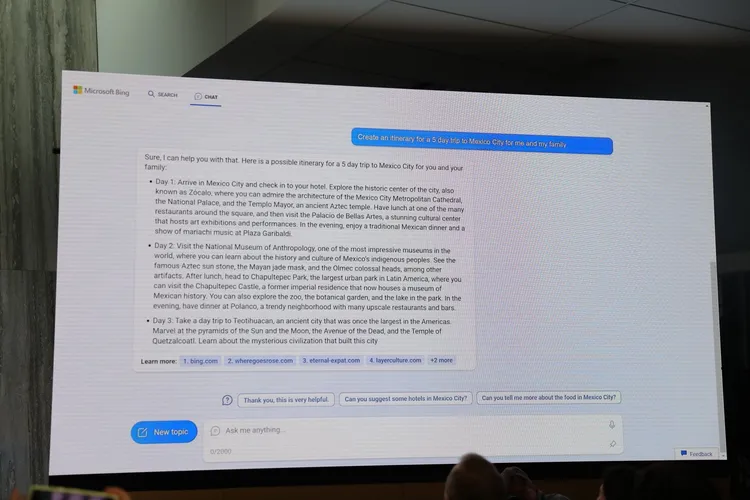 Microsoft Bing
SEARCH
CHAT
Create an itinerary for a 5 day trip to Mexico City for me and my family
Sure, I can help you with that. Here is a possible itinerary for a 5 day trip to Mexico City for you and your
family:
• Day 1: Arrive in Mexico City and check in to your hotel. Explore the historic center of the city, also
known as Zócalo, where you can admire the architecture of the Mexico City Metropolitan Cathedral,
the National Palace, and the Templo Mayor, an ancient Aztec temple. Have lunch at one of the many
restaurants around the square, and then visit the Palacio de Bellas Artes, a stunning cultural center
that hosts art exhibitions and performances. In the evening, enjoy a traditional Mexican dinner and a
show of mariachi music at Plaza Garibaldi.
• Day 2: Visit the National Museum of Anthropology, one of the most impressive museums in the
world, where you can learn about the history and culture of Mexico's indigenous peoples. See the
famous Aztec sun stone, the Mayan jade mask, and the Olmec colossal heads, among other
artifacts. After lunch, head to Chapultepec Park, the largest urban park in Latin America, where you
can visit the Chapultepec Castle, a former imperial residence that now houses a museum of
Mexican history. You can also explore the zoo, the botanical garden, and the lake in the park. In the
evening, have dinner at Polanco, a trendy neighborhood with many upscale restaurants and bars.
• Day 3: Take a day trip to Teotihuacan, an ancient city that was once the largest in the Americas.
Marvel at the pyramids of the Sun and the Moon, the Avenue of the Dead, and the Temple of
Quetzalcoatl. Learn about the mysterious civilization that built this city
Learn more: 1. bing.com 2. wheregoesrose.com 3. eternal-expat.com 4. layerculture.com +2 more
Thank you, this is very helpful. Can you suggest some hotels in Mexico City? Can you tell me more about the food in Mexico City?
New topic
Ask me anything...
0/2000
Feedback